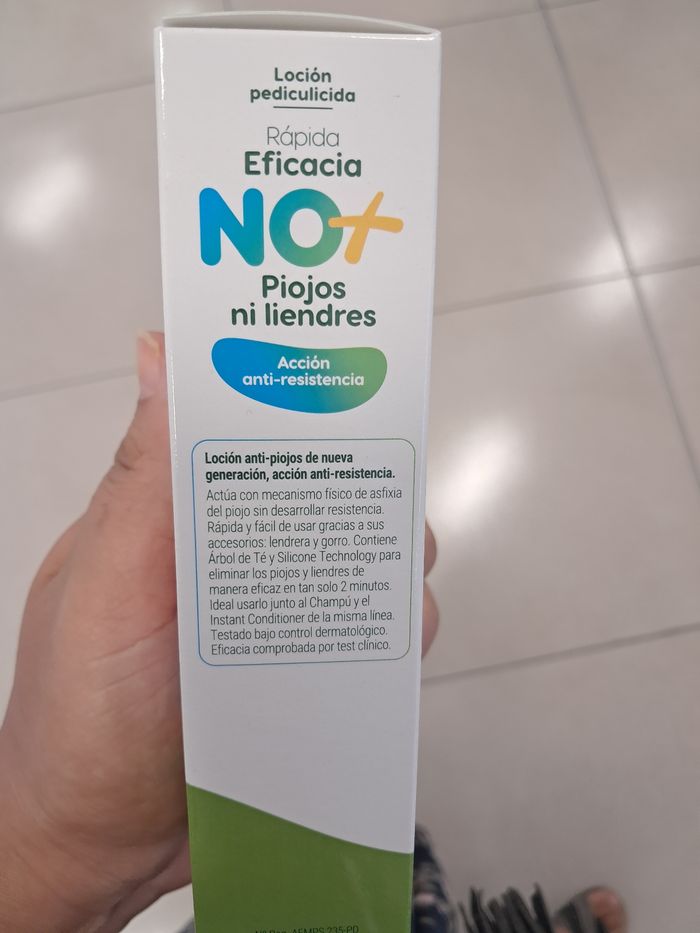 Loción
pediculicida
Rápida
Eficacia
NO+
Piojos
ni liendres
Acción
anti-resistencia
Loción anti-piojos de nueva
generación, acción anti-resistencia.
Actúa con mecanismo físico de asfixia
del piojo sin desarrollar resistencia.
Rápida y fácil de usar gracias a sus
accesorios: lendrera y gorro. Contiene
Árbol de Té y Silicone Technology para
eliminar los piojos y liendres de
manera eficaz en tan solo 2 minutos.
Ideal usarlo junto al Champú y el
Instant Conditioner de la misma línea.
Testado bajo control dermatológico.
Eficacia comprobada por test clínico.
AEMPS 235-PD